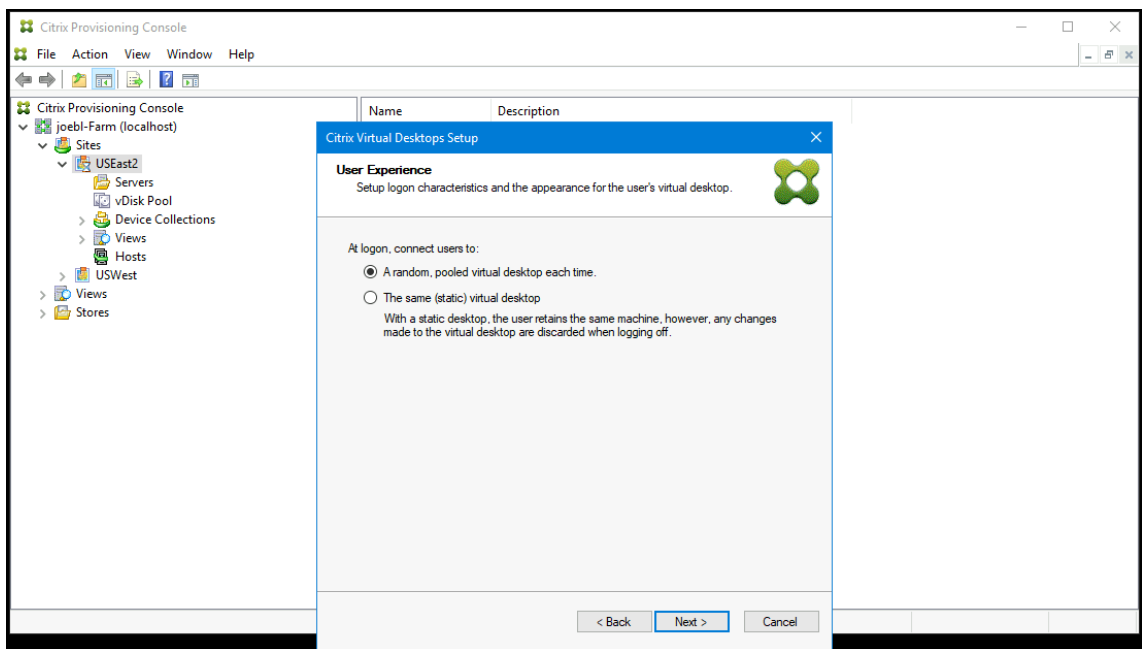 Citrix Provisioning Console
File Action View Window Help
Citrix Provisioning Console
joebl-Farm (localhost)
Sites
USEast2
Servers
vDisk Pool
Device Collections
Views
Hosts
USWest
Views
Stores
Name Description
Citrix Virtual Desktops Setup
User Experience
Setup logon characteristics and the appearance for the user's virtual desktop.
At logon, connect users to:
A random, pooled virtual desktop each time.
The same (static) virtual desktop
With a static desktop, the user retains the same machine, however, any changes
made to the virtual desktop are discarded when logging off.
< Back Next > Cancel